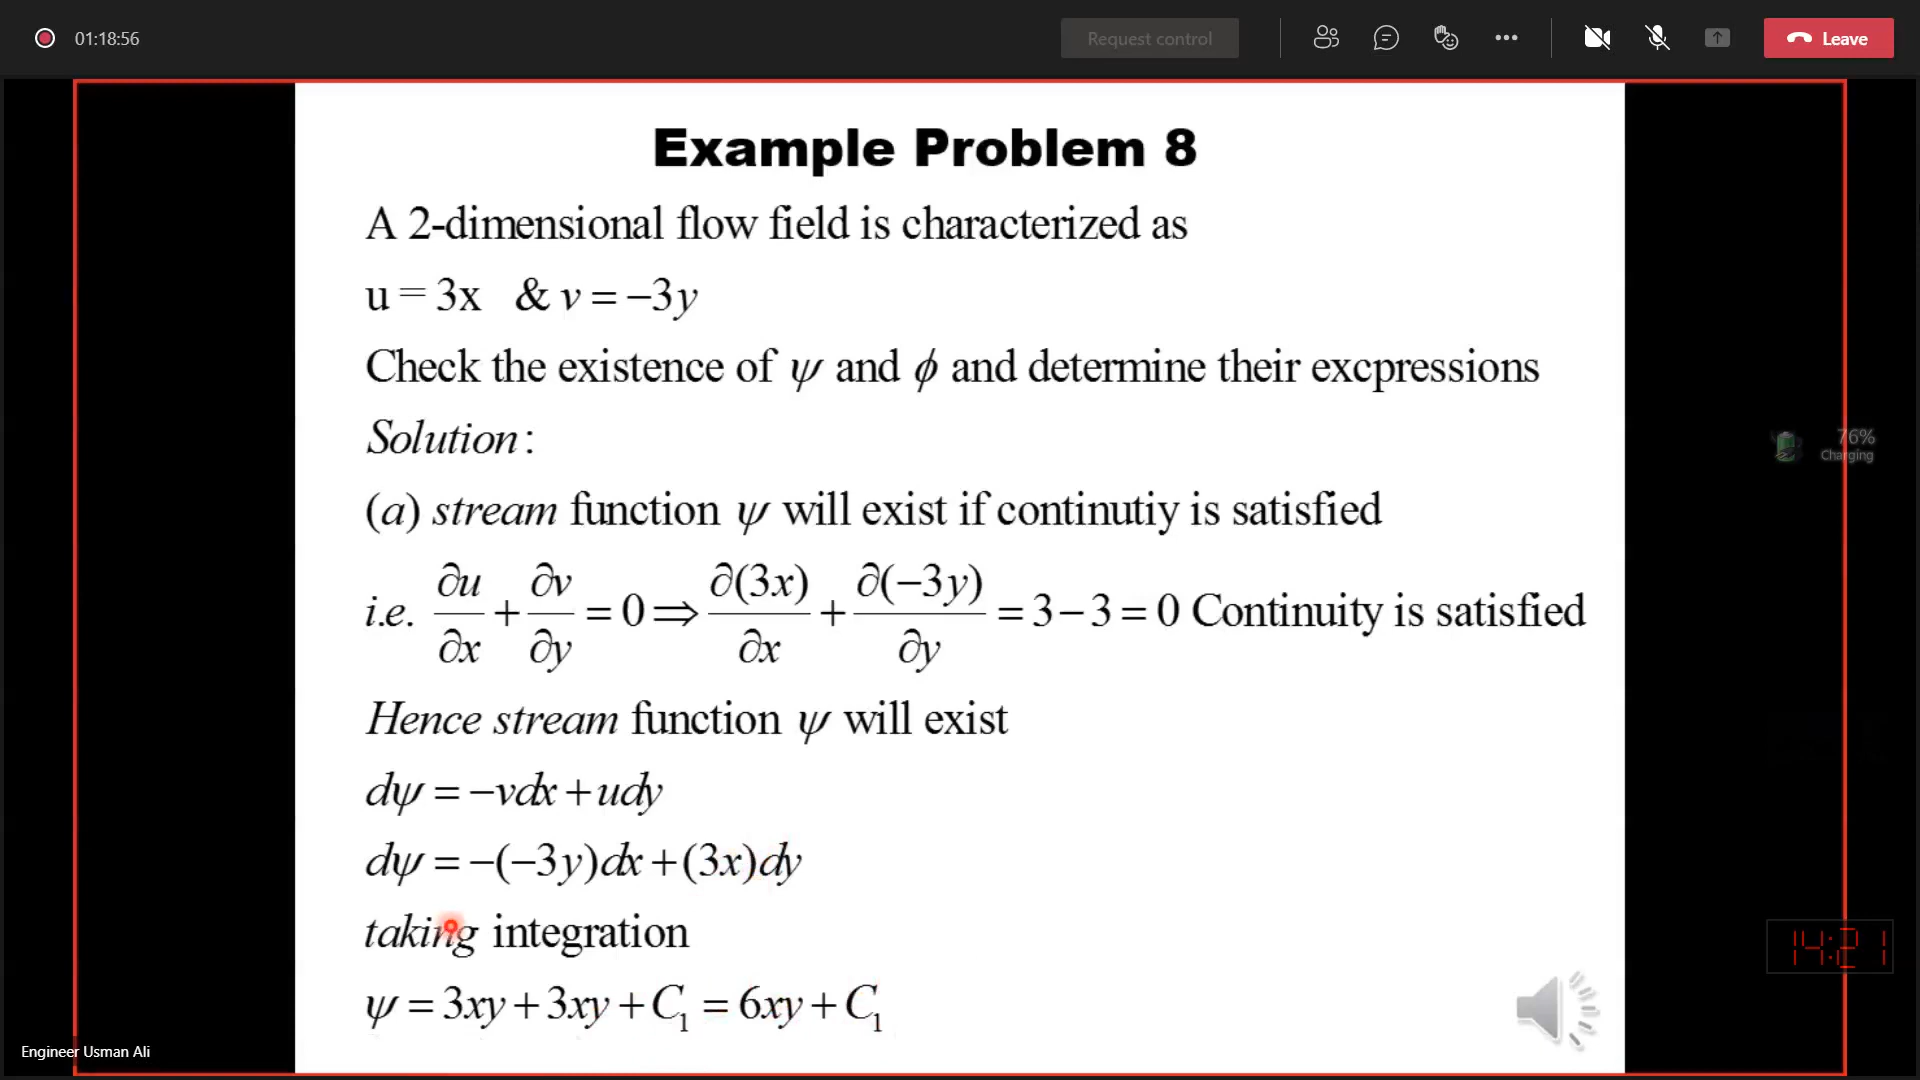 01:18:56
Request control
Leave
Example Problem 8
A 2-dimensional flow field is characterized as
u = 3x & v = −3y
Check the existence of ψ and ϕ and determine their excpressions
Solution:
(a) stream function ψ will exist if continutiy is satisfied
i.e. ∂u/∂x + ∂v/∂y = 0 ⇒ ∂(3x)/∂x + ∂(−3y)/∂y = 3 − 3 = 0 Continuity is satisfied
Hence stream function ψ will exist
dψ = −vdx + udy
dψ = −(−3y)dx + (3x)dy
taking integration
ψ = 3xy + 3xy + C₁ = 6xy + C₁
76%
Charging
14:21
Engineer Usman Ali